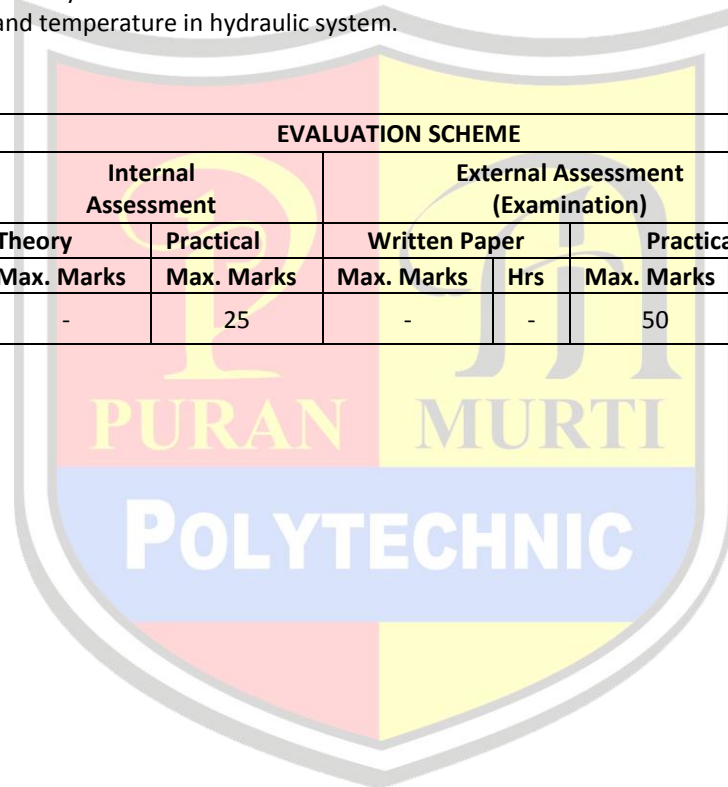 and temperature in hydraulic system.
EVALUATION SCHEME
Internal Assessment
External Assessment (Examination)
Theory Practical Written Paper Practica
Max. Marks Max. Marks Max. Marks Hrs Max. Marks
- 25 - - 50
PURAN MURTI
POLYTECHNIC